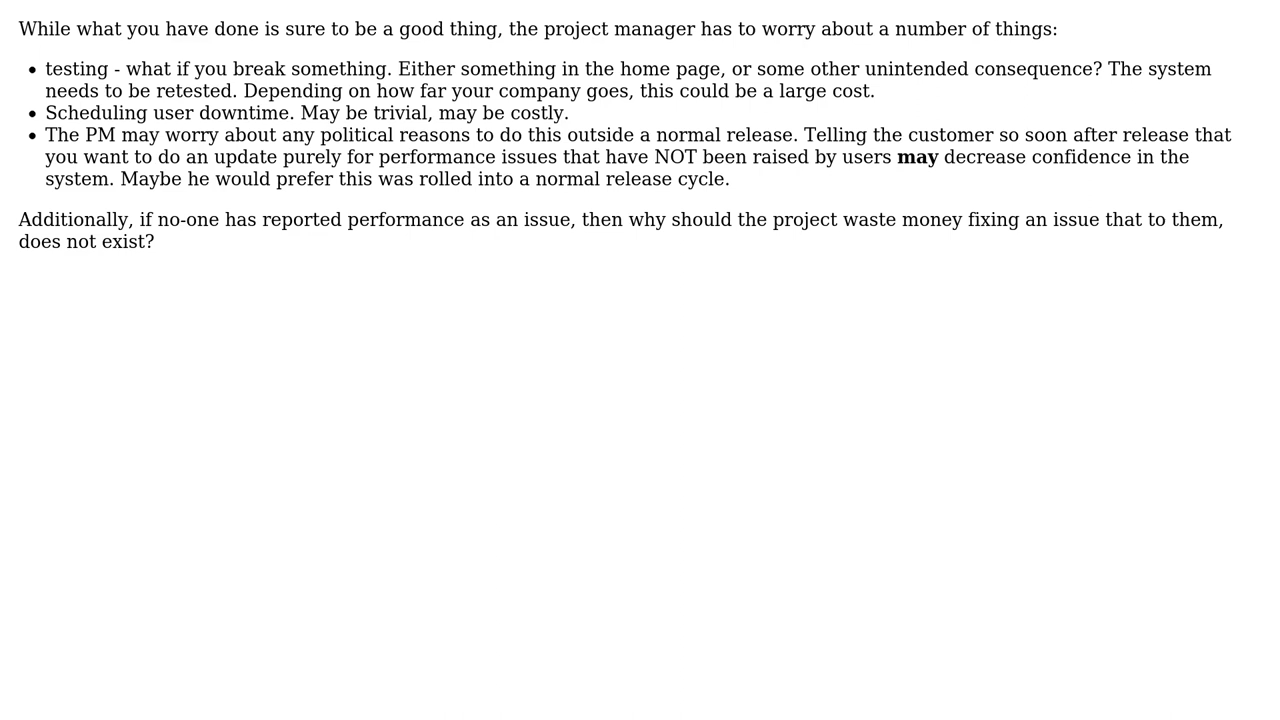 While what you have done is sure to be a good thing, the project manager has to worry about a number of things:
• testing - what if you break something. Either something in the home page, or some other unintended consequence? The system
needs to be retested. Depending on how far your company goes, this could be a large cost.
• Scheduling user downtime. May be trivial, may be costly.
• The PM may worry about any political reasons to do this outside a normal release. Telling the customer so soon after release that
you want to do an update purely for performance issues that have NOT been raised by users may decrease confidence in the
system. Maybe he would prefer this was rolled into a normal release cycle.
Additionally, if no-one has reported performance as an issue, then why should the project waste money fixing an issue that to them,
does not exist?